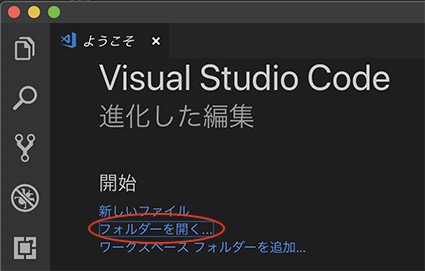 ようこそ
Visual Studio Code
進化した編集
開始
新しいファイル
フォルダーを開く...
ワークスペース フォルダーを追加...